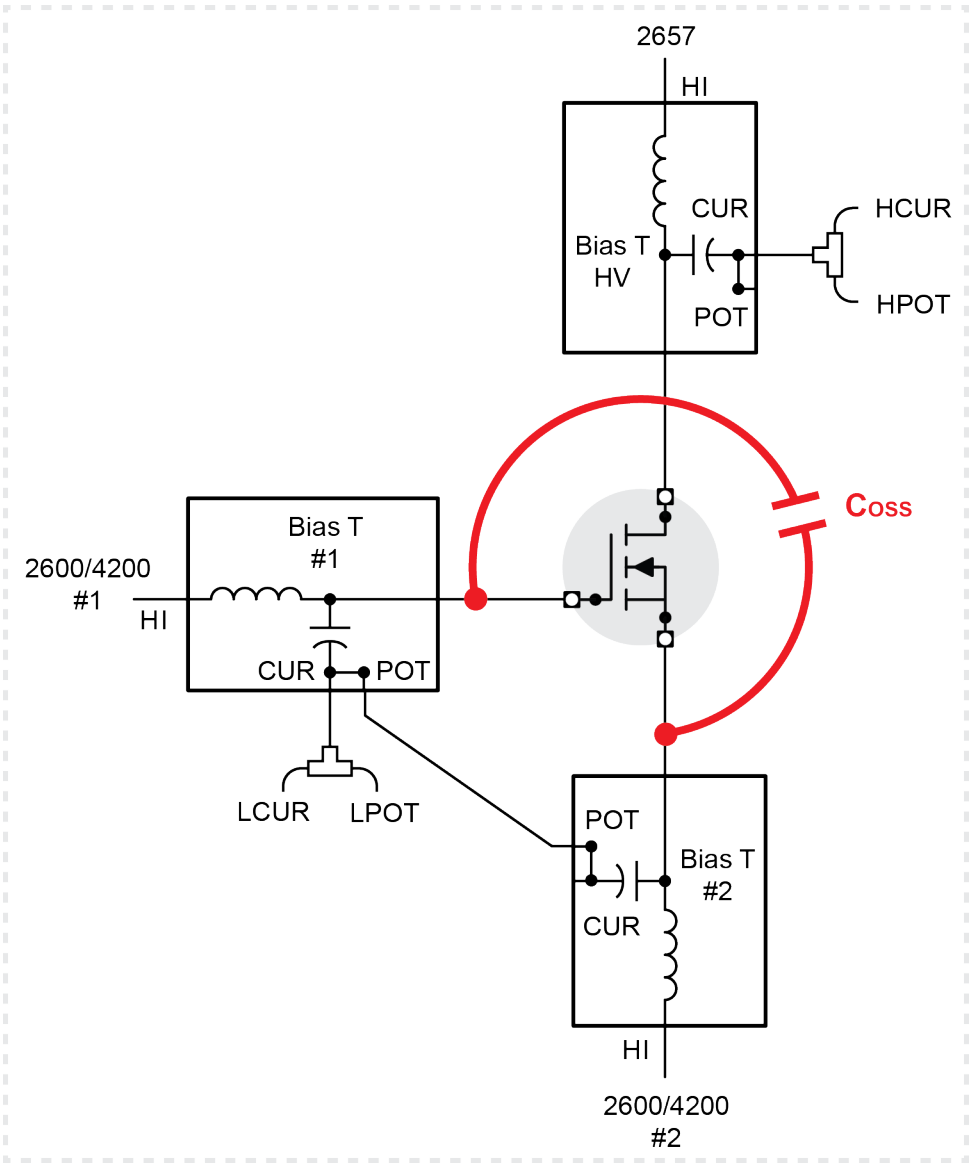 2657
HI
CUR
HCUR
Bias T
HV
HPOT
POT
Coss
Bias T
#1
2600/4200
#1
HI
CUR
POT
LCUR
LPOT
POT
Bias T
#2
CUR
HI
2600/4200
#2